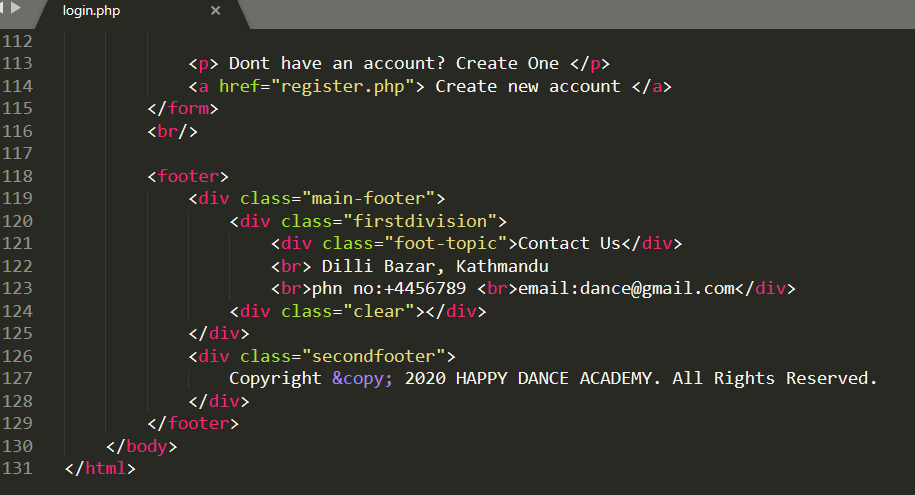 login.php ×
112
113 <p> Dont have an account? Create One </p>
114 <a href="register.php"> Create new account </a>
115 </form>
116 <br/>
117
118 <footer>
119 <div class="main-footer">
120 <div class="firstdivision">
121 <div class="foot-topic">Contact Us</div>
122 <br> Dilli Bazar, Kathmandu
123 <br>phn no:+4456789 <br>email:dance@gmail.com</div>
124 <div class="clear"></div>
125 </div>
126 <div class="secondfooter">
127 Copyright &copy; 2020 HAPPY DANCE ACADEMY. All Rights Reserved.
128 </div>
129 </footer>
130 </body>
131 </html>